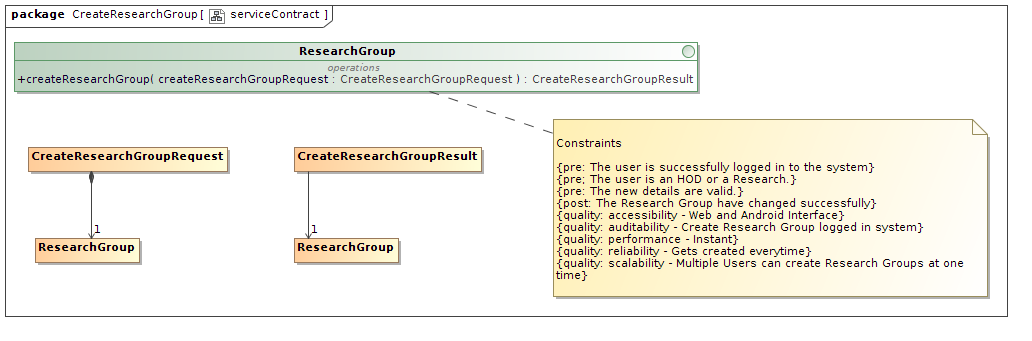 package CreateResearchGroup[ serviceContract ]
ResearchGroup
operations
+createResearchGroup( createResearchGroupRequest : CreateResearchGroupRequest ) : CreateResearchGroupResult
Constraints
{pre: The user is successfully logged in to the system}
{pre; The user is an HOD or a Research.}
{pre: The new details are valid.}
{post: The Research Group have changed successfully}
{quality: accessibility - Web and Android Interface}
{quality: auditability - Create Research Group logged in system}
{quality: performance - Instant}
{quality: reliability - Gets created everytime}
{quality: scalability - Multiple Users can create Research Groups at one
time}
CreateResearchGroupRequest
1
ResearchGroup
CreateResearchGroupResult
1
ResearchGroup